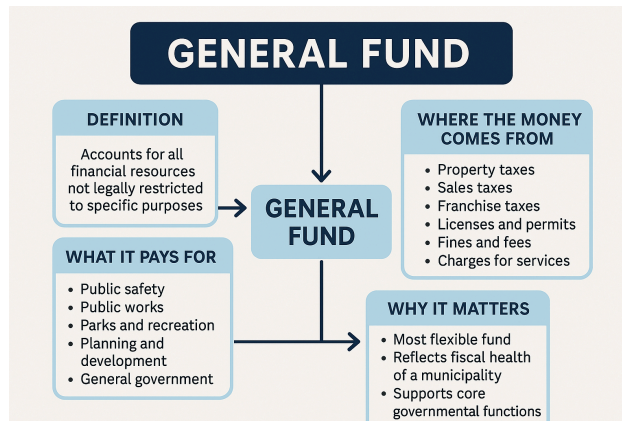 GENERAL FUND
DEFINITION
Accounts for all
financial resources
not legally restricted
to specific purposes
WHERE THE MONEY
COMES FROM
• Property taxes
• Sales taxes
• Franchise taxes
• Licenses and permits
• Fines and fees
• Charges for services
GENERAL
FUND
WHAT IT PAYS FOR
• Public safety
• Public works
• Parks and recreation
• Planning and
development
• General government
WHY IT MATTERS
• Most flexible fund
• Reflects fiscal health
of a municipality
• Supports core
governmental functions